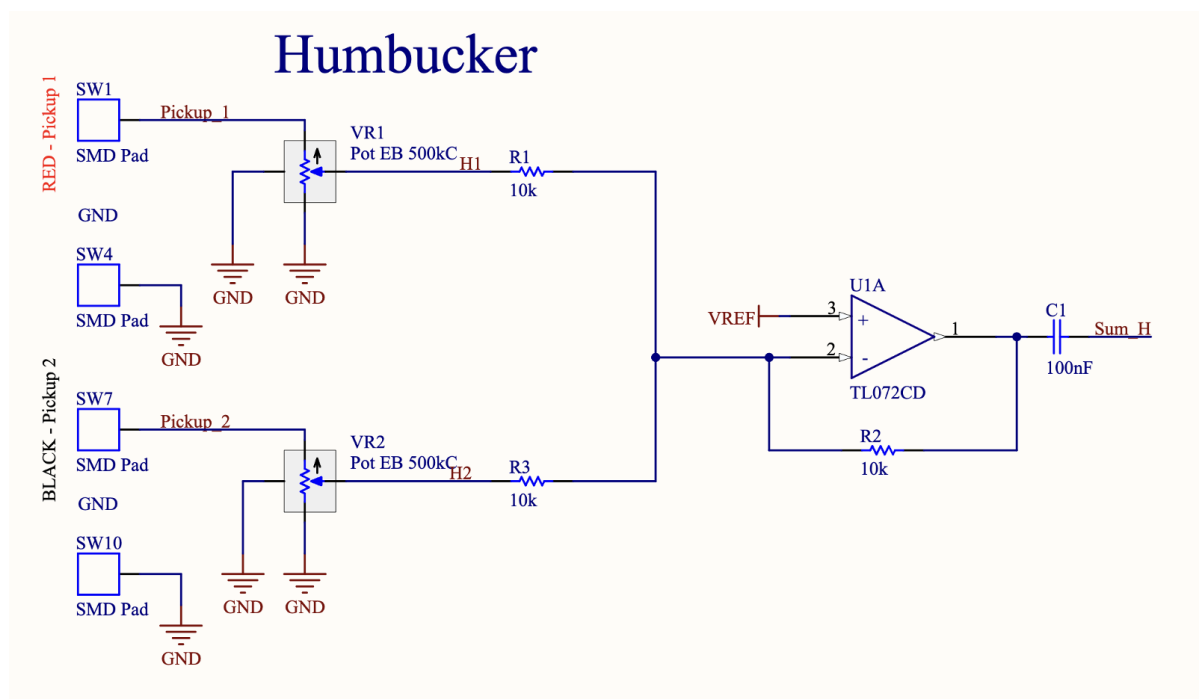 Humbucker
RED - Pickup 1
SW1
SMD Pad
Pickup_1
VR1
Pot EB 500kC
H1
R1
10k
GND
GND
GND
SW4
SMD Pad
GND
VREF
3
2
+
-
U1A
TL072CD
1
C1
100nF
Sum_H
R2
10k
BLACK - Pickup 2
SW7
SMD Pad
Pickup_2
VR2
Pot EB 500kC
H2
R3
10k
GND
GND
GND
SW10
SMD Pad
GND